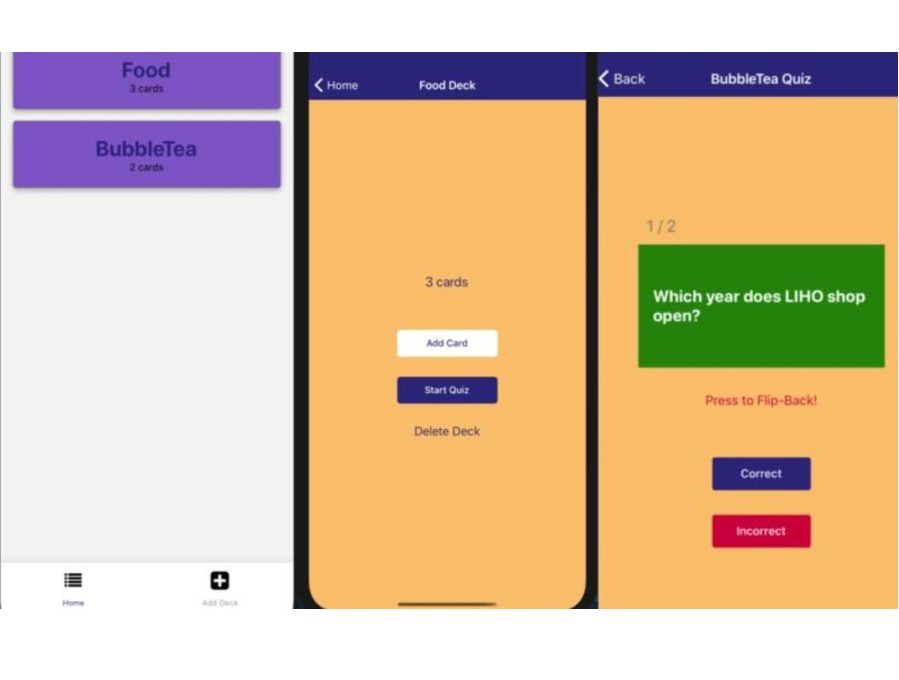 Food
3 cards
BubbleTea
2 cards
Home
Add Deck
Home
Food Deck
3 cards
Add Card
Start Quiz
Delete Deck
Back
BubbleTea Quiz
1 / 2
Which year does LIHO shop
open?
Press to Flip-Back!
Correct
Incorrect